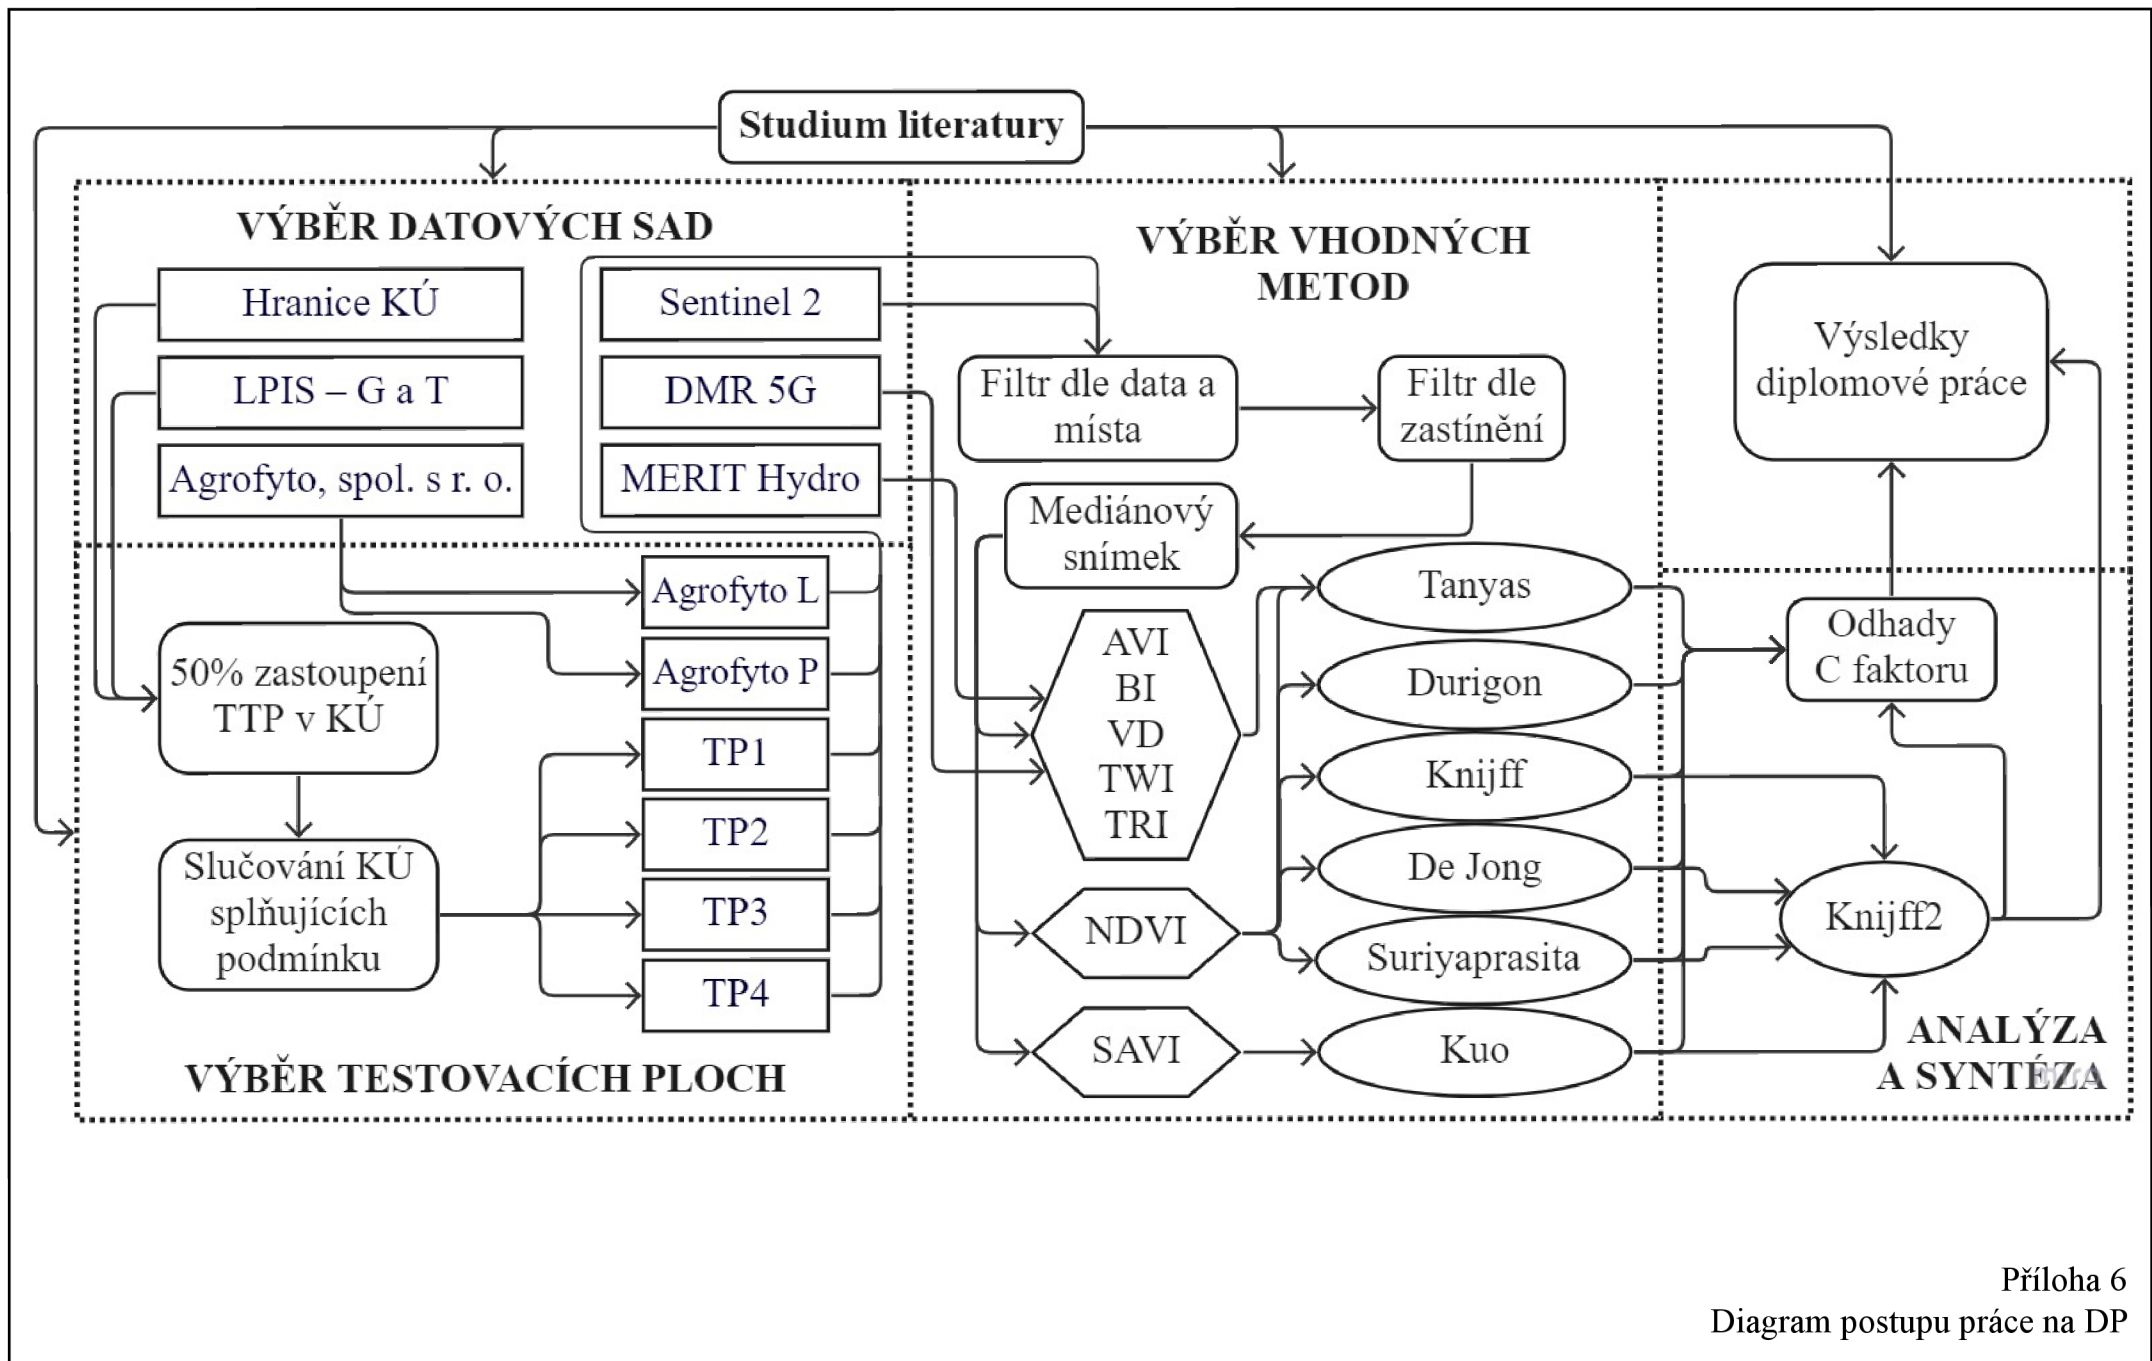 Studium literatury
VÝBĚR DATOVÝCH SAD
Hranice KÚ
LPIS – G a T
Agrofyto, spol. s r. o.
Sentinel 2
DMR 5G
MERIT Hydro
50% zastoupení
TTP v KÚ
Slučování KÚ
splňujících
podmínku
Agrofyto L
Agrofyto P
TP1
TP2
TP3
TP4
VÝBĚR TESTOVACÍCH PLOCH
VÝBĚR VHODNÝCH
METOD
Filtr dle data a
místa
Filtr dle
zastínění
Mediánový
snímek
AVI
BI
VD
TWI
TRI
NDVI
SAVI
Tanyas
Durigon
Knijff
De Jong
Suriyaprasita
Kuo
Výsledky
diplomové práce
Odhady
C faktoru
Knijff2
ANALÝZA
A SYNTÉZA
Příloha 6
Diagram postupu práce na DP